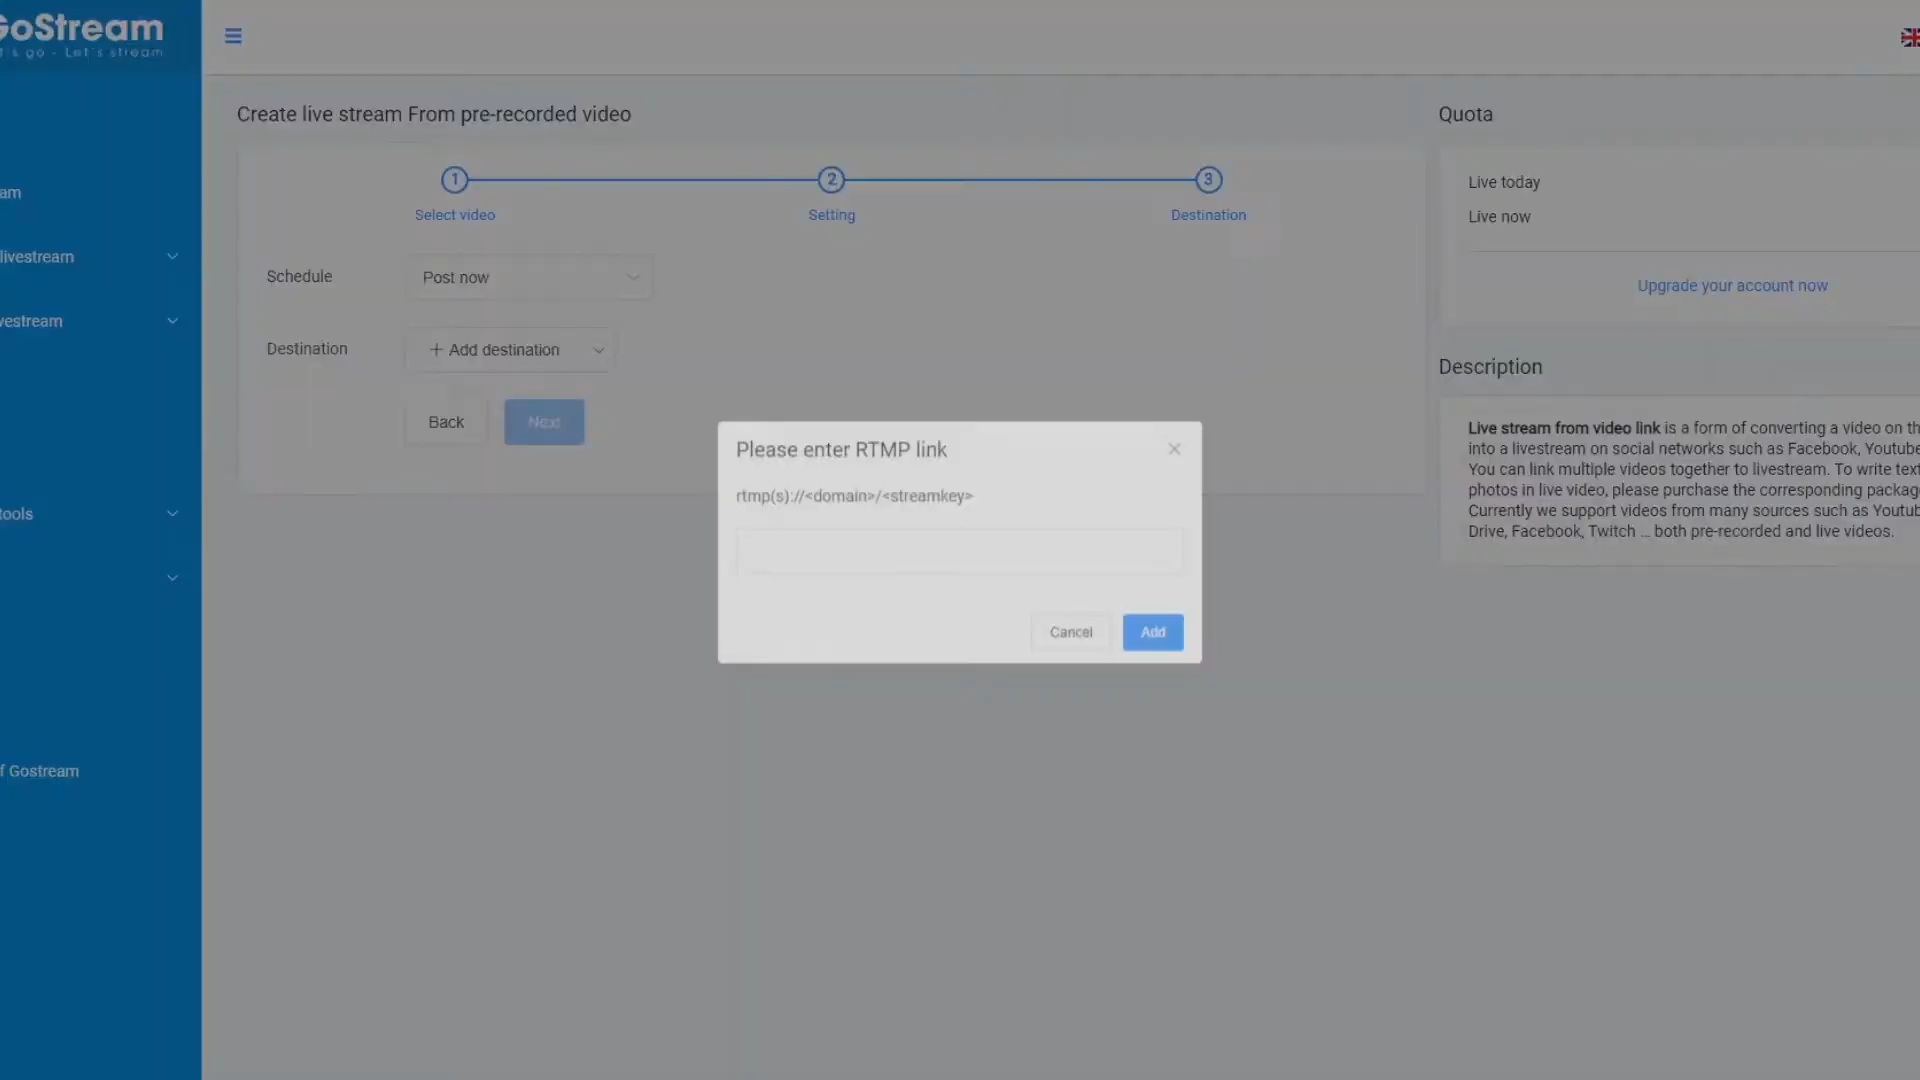 GoStream
t's go - Let's stream
am
livestream
vestream
tools
f Gostream
Create live stream From pre-recorded video
1
2
3
Select video
Setting
Destination
Schedule
Post now
Destination
+ Add destination
Back
Next
Please enter RTMP link
rtmp(s)://<domain>/<streamkey>
Cancel
Add
Quota
Live today
Live now
Upgrade your account now
Description
Live stream from video link is a form of converting a video on th
into a livestream on social networks such as Facebook, Youtube
You can link multiple videos together to livestream. To write text
photos in live video, please purchase the corresponding packag
Currently we support videos from many sources such as Youtub
Drive, Facebook, Twitch ... both pre-recorded and live videos.